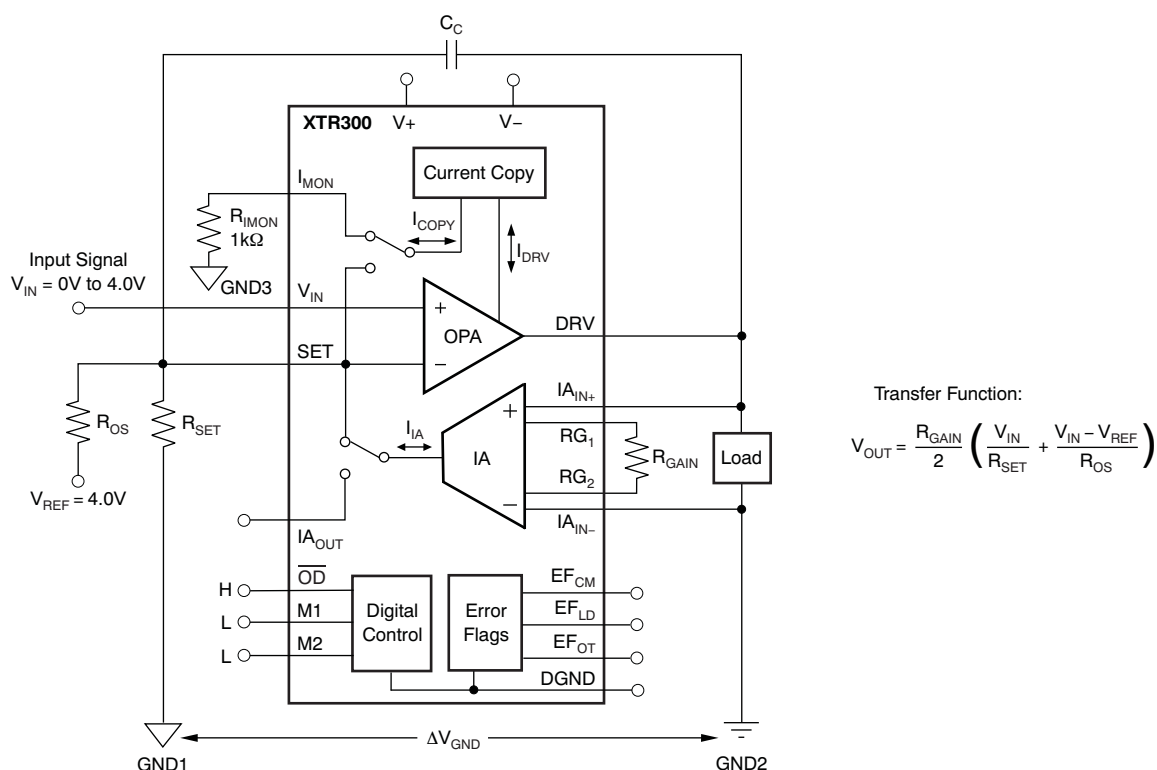 C_C
XTR300
V+
V−
Current Copy
I_MON
R_IMON
1kΩ
I_COPY
I_DRV
Input Signal
V_IN = 0V to 4.0V
GND3
V_IN
+
OPA
−
DRV
SET
IA_IN+
R_OS
R_SET
I_IA
+
IA
−
RG_1
RG_2
R_GAIN
Load
IA_IN−
V_REF = 4.0V
IA_OUT
Transfer Function:
V_OUT = R_GAIN/2 ( V_IN/R_SET + V_IN − V_REF/R_OS )
H
O̅D̅
L
M1
L
M2
Digital
Control
Error
Flags
EF_CM
EF_LD
EF_OT
DGND
ΔV_GND
GND1
GND2